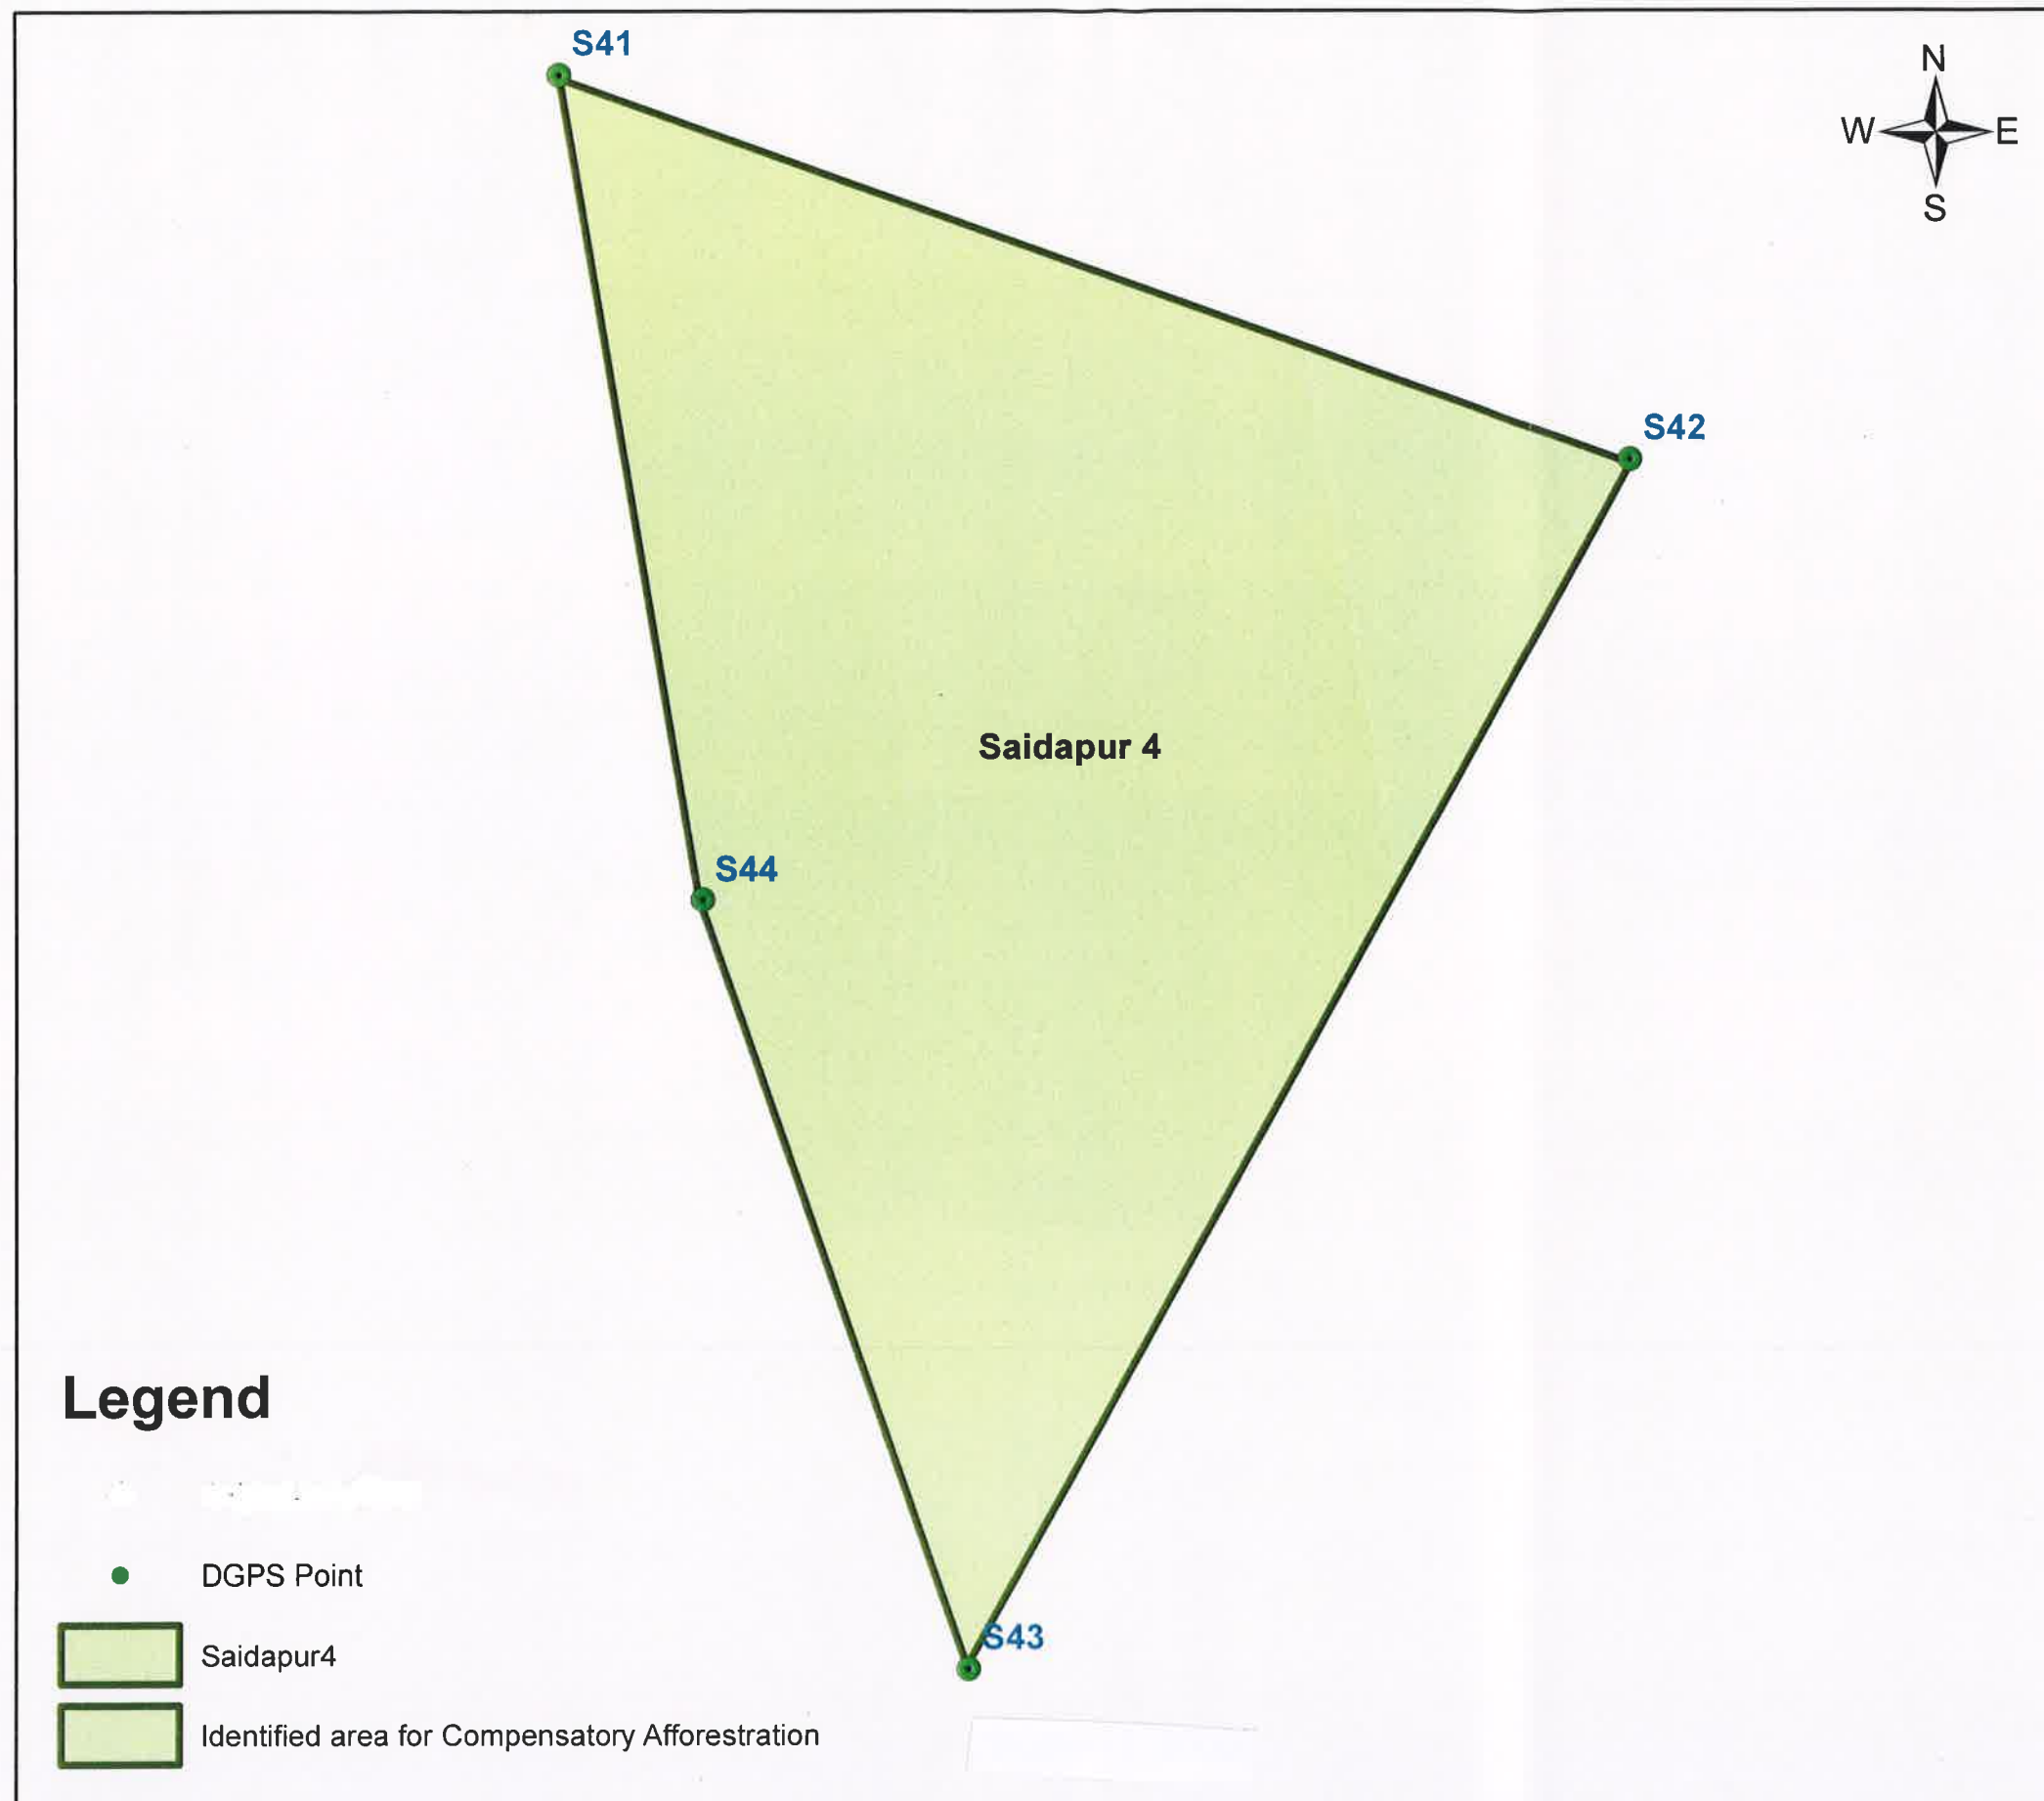 S41
N
W E
S
S42
Saidapur 4
S44
Legend
DGPS Point
S43
Saidapur4
Identified area for Compensatory Afforestration